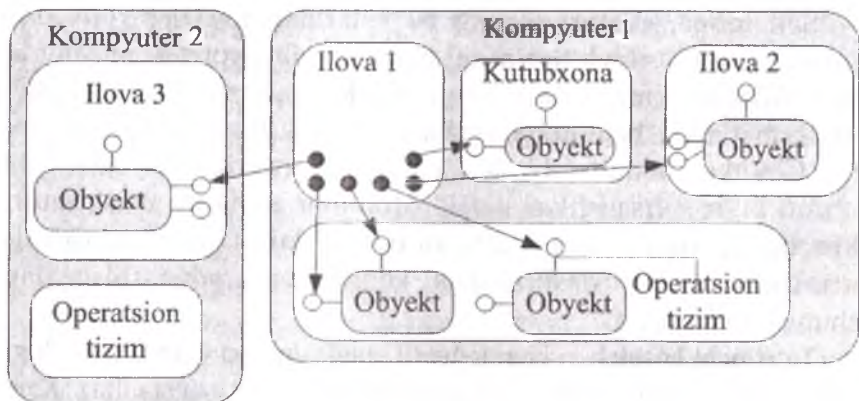 Kompyuter 2
Ilova 3
Obyekt
Operatsion
tizim
Kompyuter 1
Ilova 1
Kutubxona
Obyekt
Ilova 2
Obyekt
Obyekt
Obyekt
Operatsion
tizim